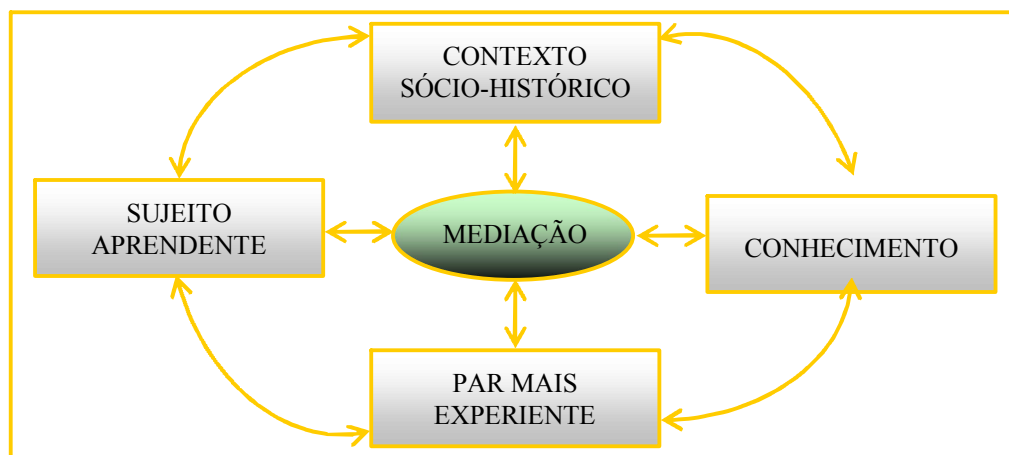 CONTEXTO
SÓCIO-HISTÓRICO
SUJEITO
APRENDENTE
MEDIAÇÃO
CONHECIMENTO
PAR MAIS
EXPERIENTE